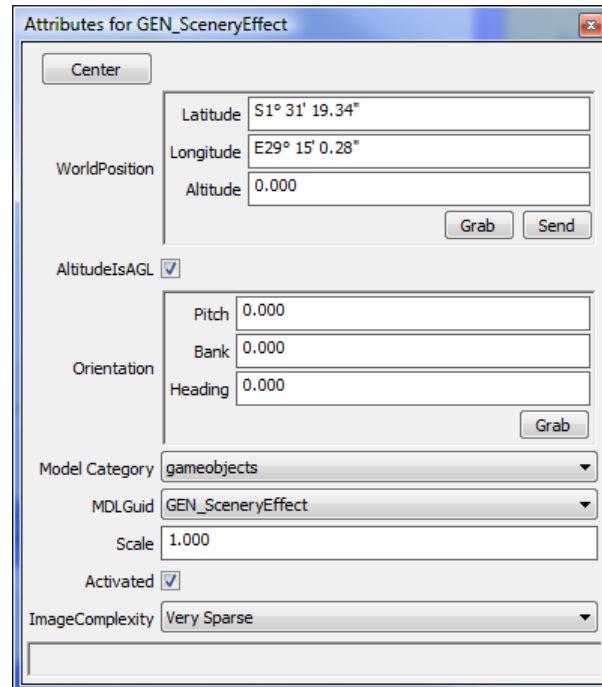 Attributes for GEN_SceneryEffect
Center
WorldPosition
Latitude S1° 31' 19.34"
Longitude E29° 15' 0.28"
Altitude 0.000
Grab Send
AltitudeIsAGL
Orientation
Pitch 0.000
Bank 0.000
Heading 0.000
Grab
Model Category gameobjects
MDLGuid GEN_SceneryEffect
Scale 1.000
Activated
ImageComplexity Very Sparse